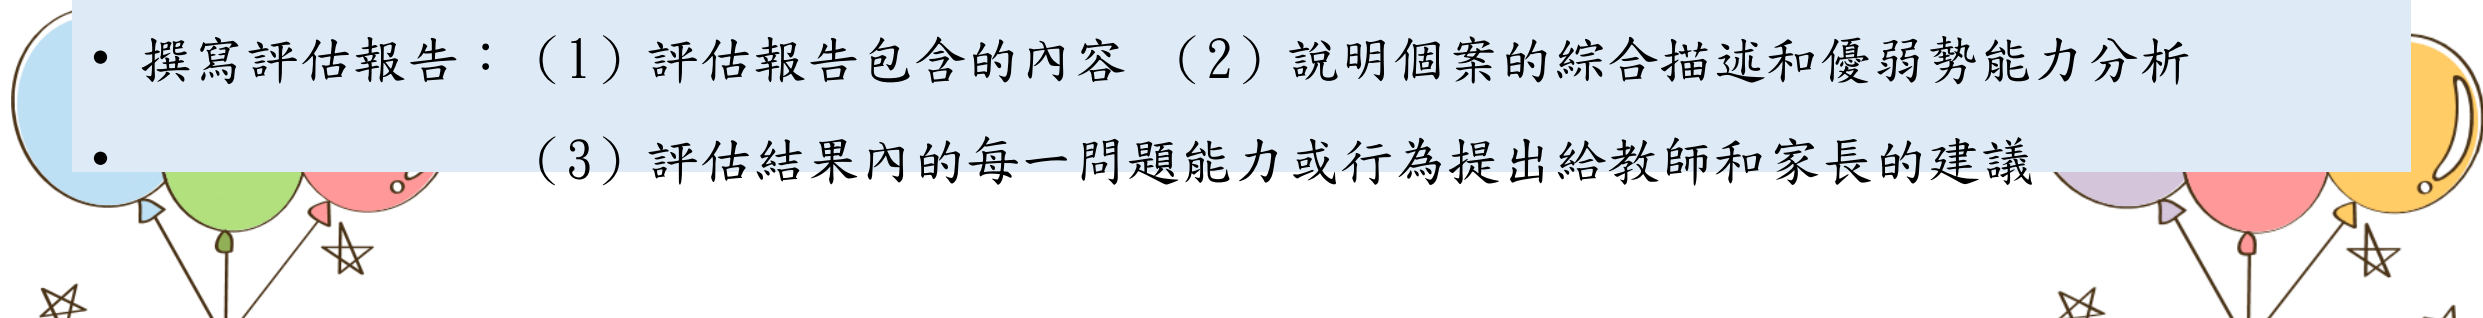 • 撰寫評估報告：（1）評估報告包含的內容 （2）說明個案的綜合描述和優弱勢能力分析
• （3）評估結果內的每一問題能力或行為提出給教師和家長的建議